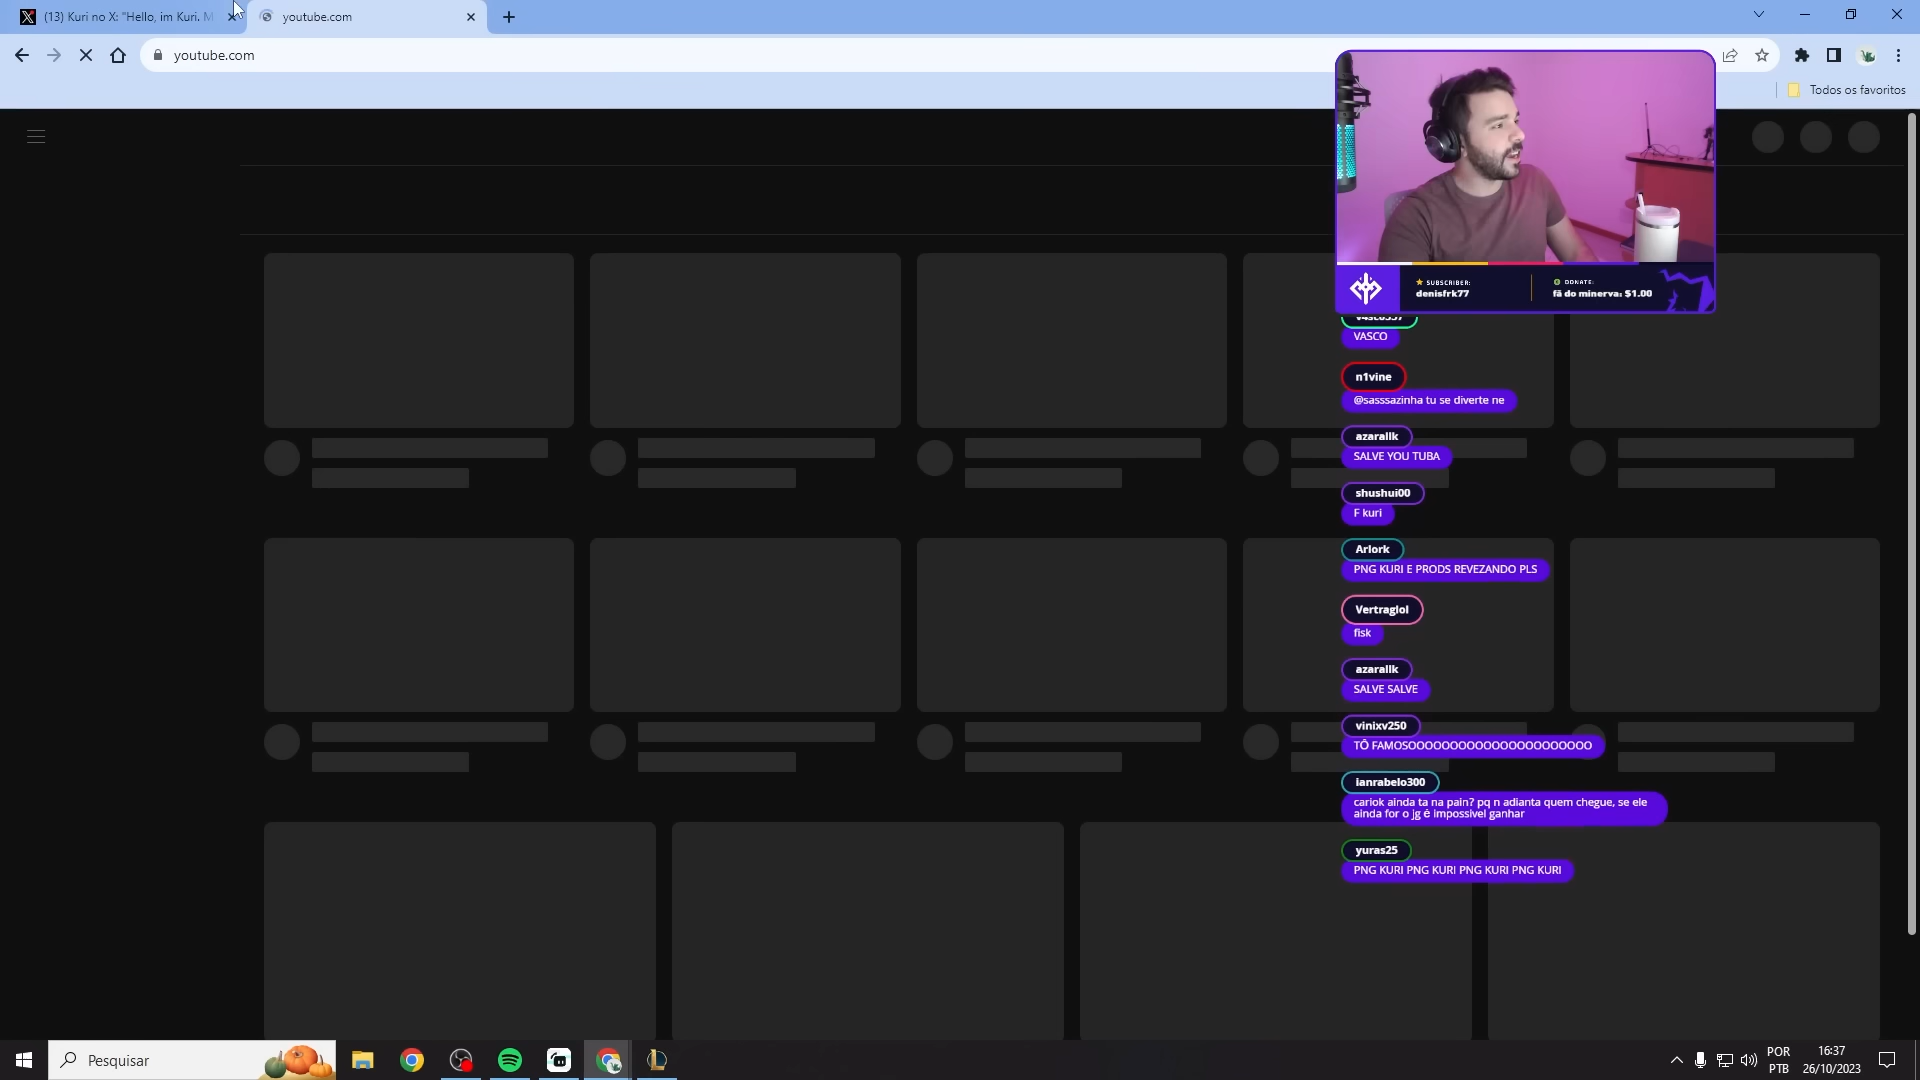 (13) Kuri no X: "Hello, im Kuri. M
youtube.com
youtube.com
Todos os favoritos
SUBSCRIBER:
denisfrk77
DONATE:
fã do minerva: $1.00
VASCO
n1vine
@sasssazinha tu se diverte ne
azarallk
SALVE YOU TUBA
shushui00
F kuri
Arlork
PNG KURI E PRODS REVEZANDO PLS
Vertraglol
fisk
azarallk
SALVE SALVE
vinixv250
ianrabelo300
cariok ainda ta na pain? pq n adianta quem chegue, se ele
ainda for o jg é impossivel ganhar
yuras25
PNG KURI PNG KURI PNG KURI PNG KURI
Pesquisar
POR
PTB
16:37
26/10/2023